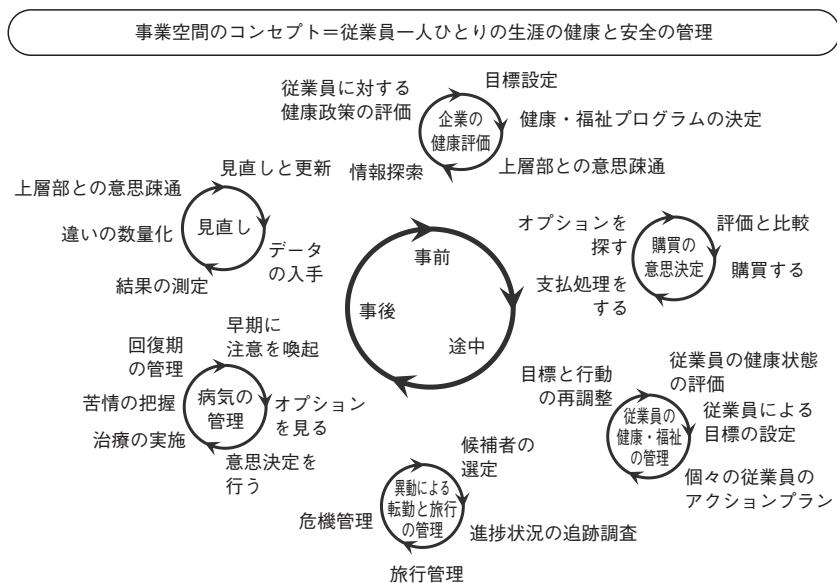 事業空間のコンセプト＝従業員一人ひとりの生涯の健康と安全の管理
従業員に対する
健康政策の評価
目標設定
企業の
健康評価
健康・福祉プログラムの決定
情報探索
上層部との意思疎通
上層部との意思疎通
見直しと更新
違いの数量化
見直し
データ
の入手
結果の測定
事前
途中
事後
オプションを
探す
購買の
意思決定
評価と比較
購買する
支払処理を
する
回復期
の管理
早期に
注意を喚起
苦情の把握
病気の
管理
オプション
を見る
治療の実施
意思決定を
行う
目標と行動
の再調整
従業員の健康状態
の評価
従業員の
健康・福祉
の管理
従業員による
目標の設定
個々の従業員の
アクションプラン
候補者の
選定
異動による
転勤と旅行
の管理
危機管理
進捗状況の追跡調査
旅行管理